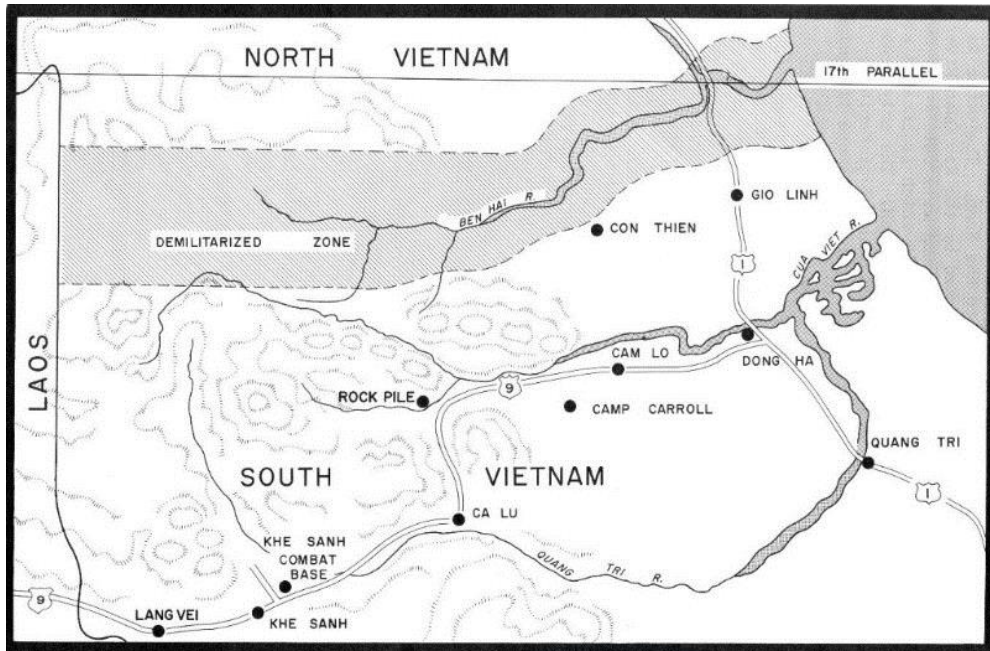 NORTH VIETNAM
17th PARALLEL
BEN HAI R.
GIO LINH
CON THIEN
DEMILITARIZED ZONE
CUA VIET R.
1
LAOS
CAM LO
DONG HA
9
ROCK PILE
CAMP CARROLL
QUANG TRI
SOUTH VIETNAM
1
CA LU
KHE SANH
COMBAT
BASE
QUANG TRI R.
9
LANG VEI
KHE SANH